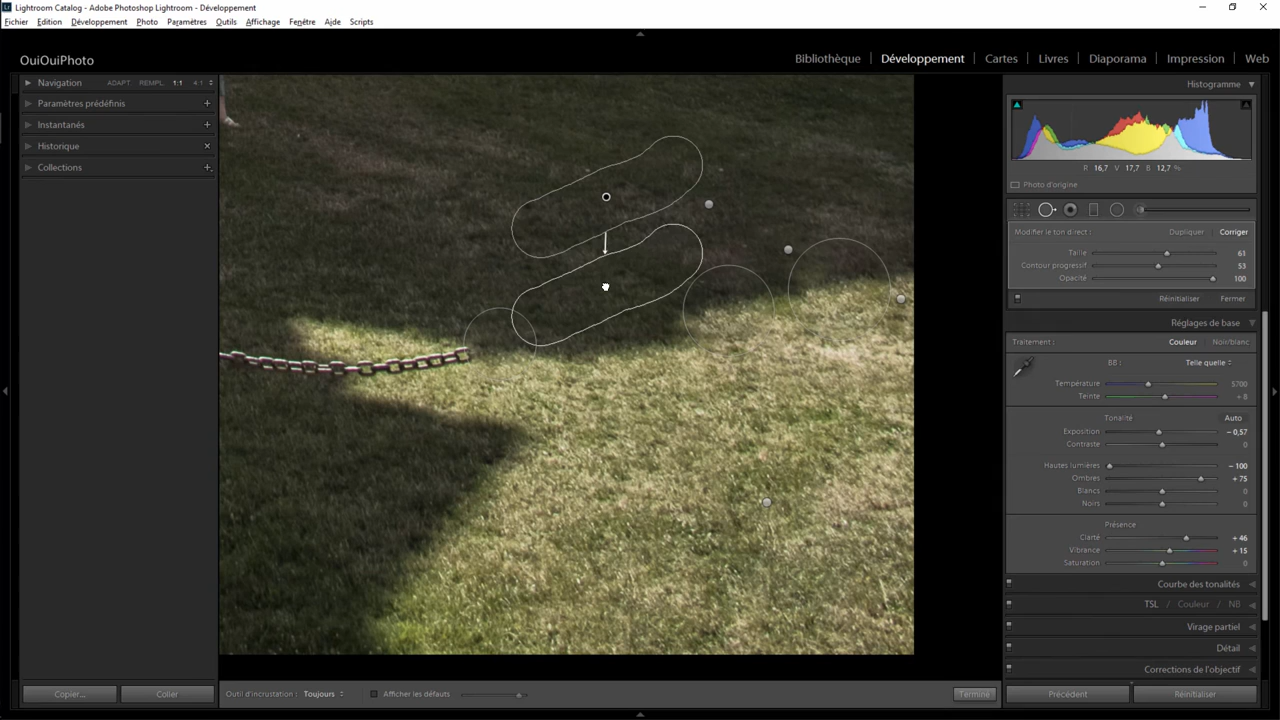 Lr Lightroom Catalog - Adobe Photoshop Lightroom - Développement
Fichier Edition Développement Photo Paramètres Outils Affichage Fenêtre Aide Scripts
OuiOuiPhoto
Bibliothèque | Développement | Cartes | Livres | Diaporama | Impression | Web
Navigation ADAPT. REMPL. 1:1 4:1
Paramètres prédéfinis +
Instantanés +
Historique ×
Collections +
Copier... Coller
Outil d'incrustation : Toujours Afficher les défauts Terminé
Histogramme
R 16,7 V 17,7 B 12,7 %
Photo d'origine
Modifier le ton direct : Dupliquer Corriger
Taille 61
Contour progressif 53
Opacité 100
Réinitialiser Fermer
Réglages de base
Traitement : Couleur Noir/blanc
BB : Telle quelle
Température 5700
Teinte + 8
Tonalité Auto
Exposition – 0,57
Contraste 0
Hautes lumières – 100
Ombres + 75
Blancs 0
Noirs 0
Présence
Clarté + 46
Vibrance + 15
Saturation 0
Courbe des tonalités
TSL / Couleur / NB
Virage partiel
Détail
Corrections de l'objectif
Précédent Réinitialiser